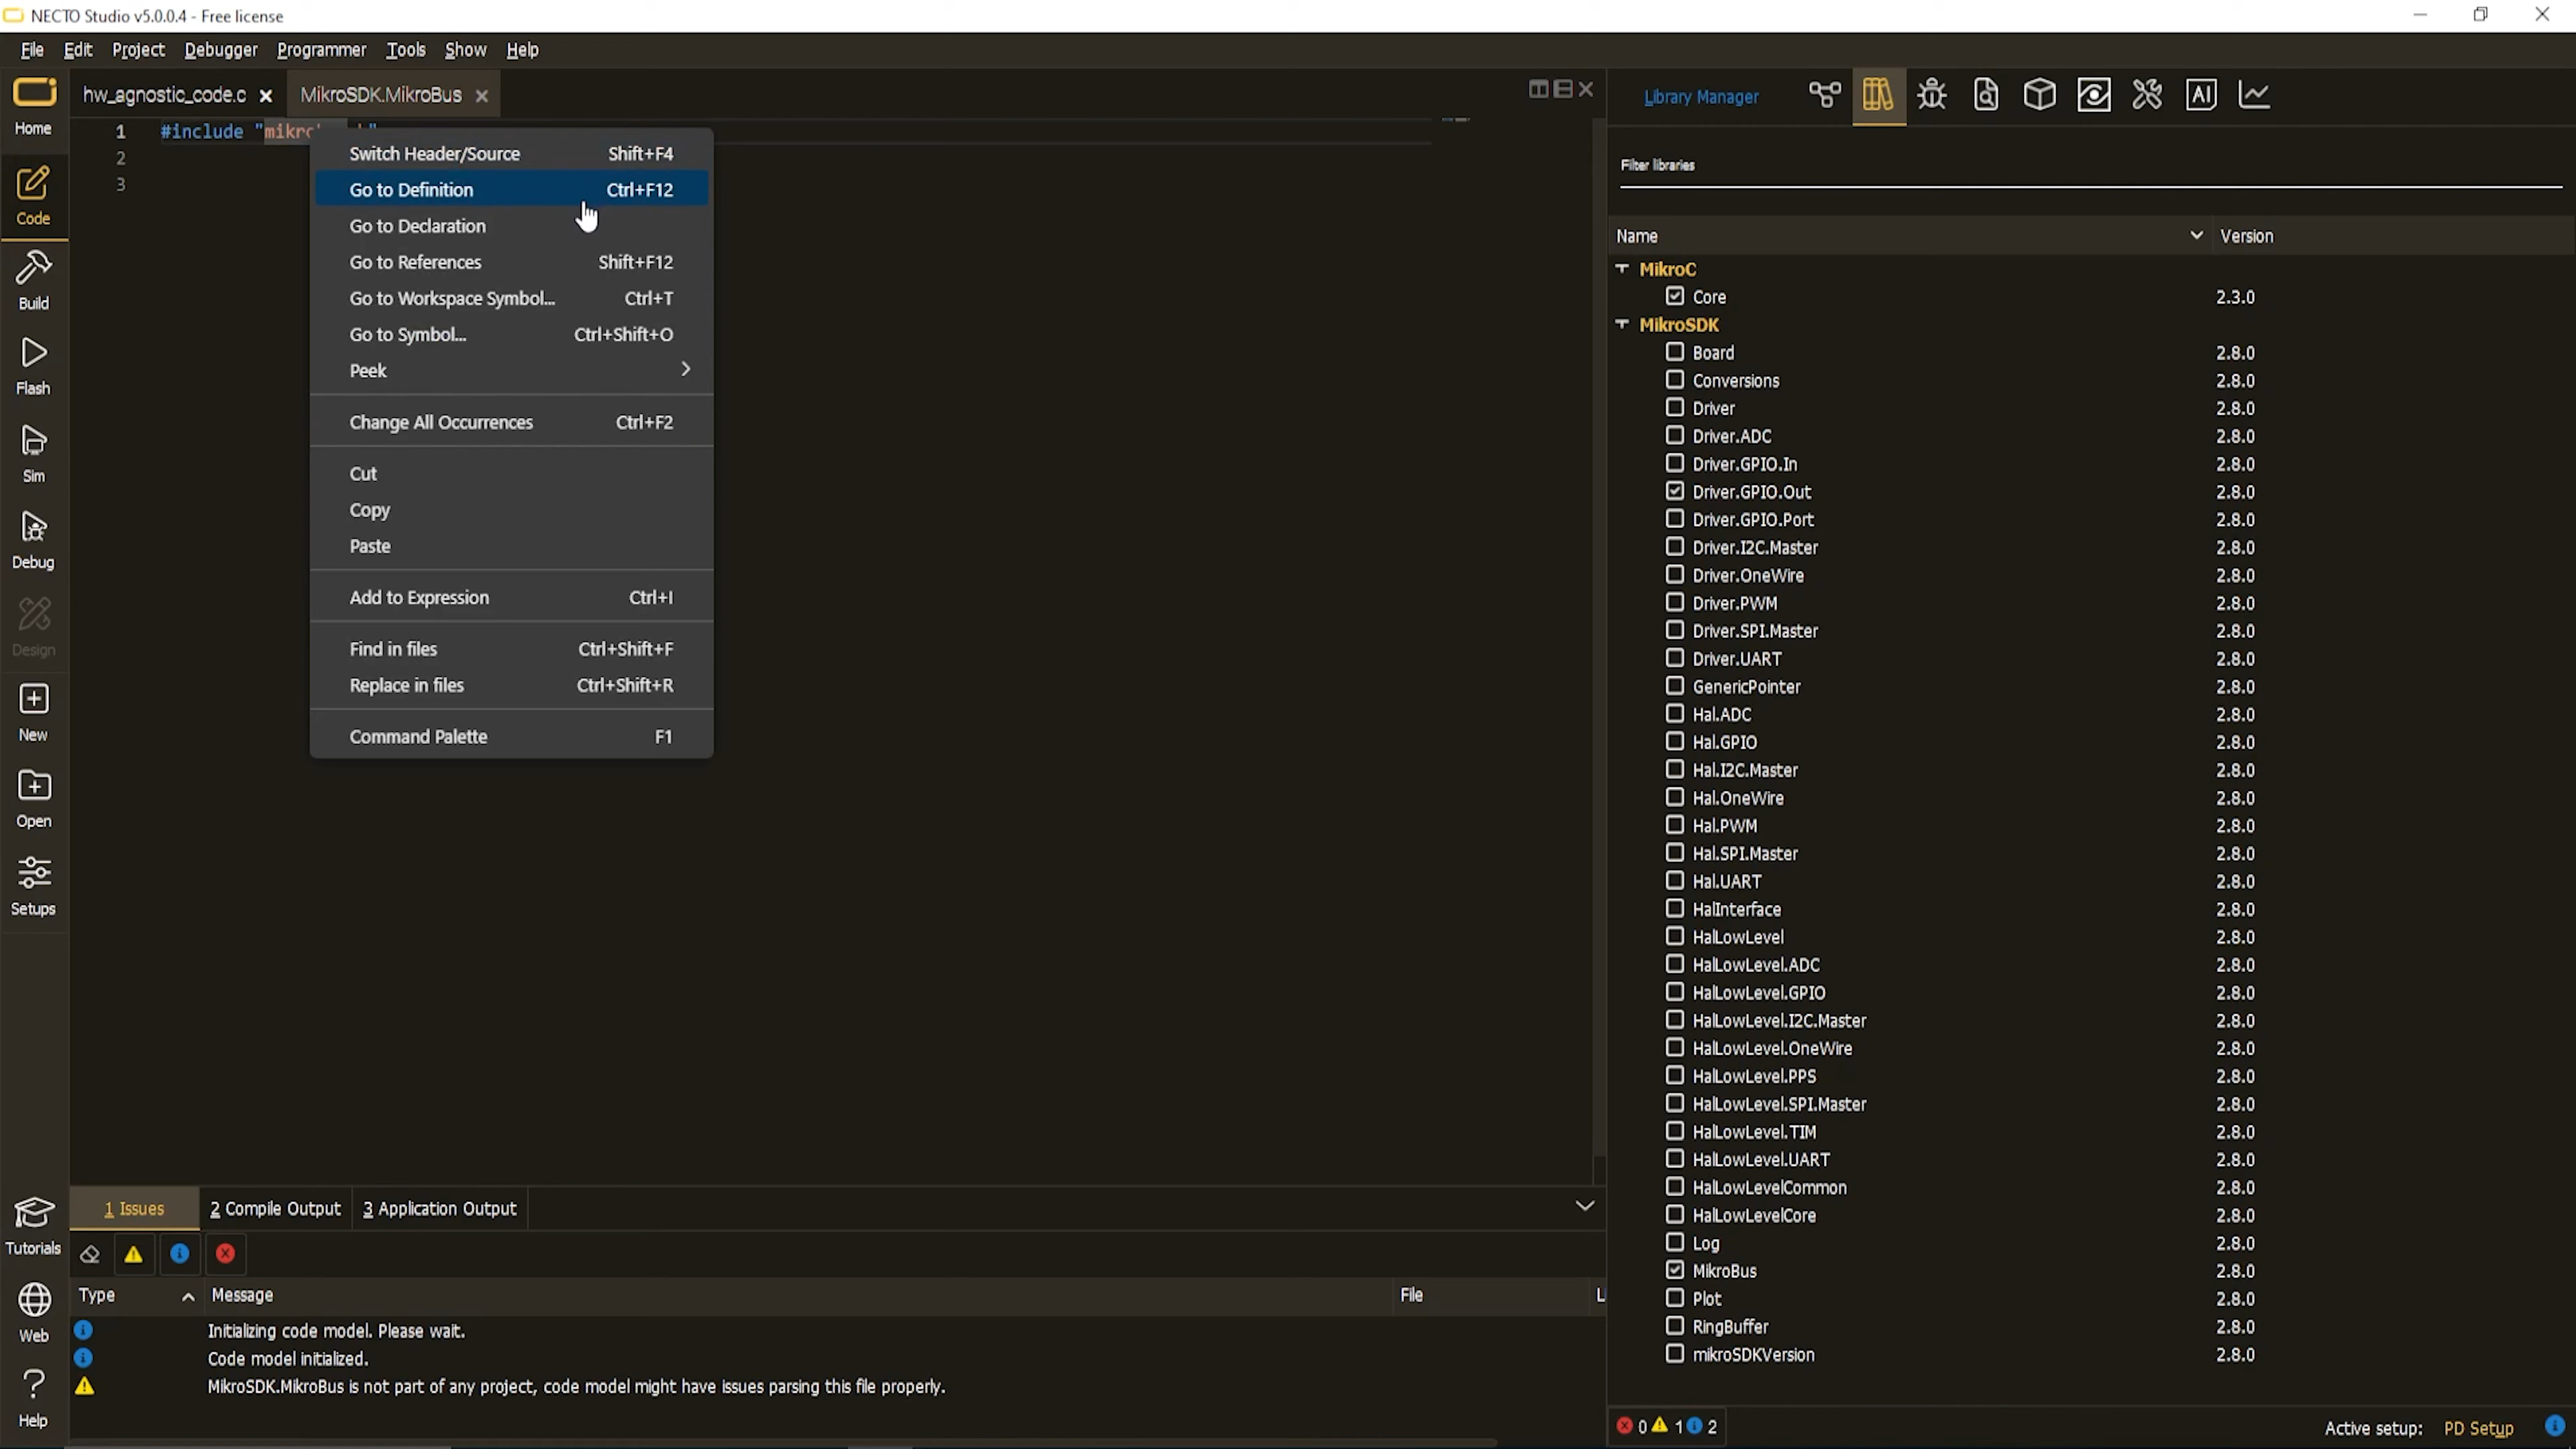 NECTO Studio v5.0.0.4 - Free license
File Edit Project Debugger Programmer Tools Show Help
Home
Code
Build
Flash
Sim
Debug
Design
New
Open
Setups
Tutorials
Web
Help
hw_agnostic_code.c MikroSDK.MikroBus
1 #include "mikr
2
3
Switch Header/Source Shift+F4
Go to Definition Ctrl+F12
Go to Declaration
Go to References Shift+F12
Go to Workspace Symbol... Ctrl+T
Go to Symbol... Ctrl+Shift+O
Peek
Change All Occurrences Ctrl+F2
Cut
Copy
Paste
Add to Expression Ctrl+I
Find in files Ctrl+Shift+F
Replace in files Ctrl+Shift+R
Command Palette F1
1 Issues 2 Compile Output 3 Application Output
Type Message File L
Initializing code model. Please wait.
Code model initialized.
MikroSDK.MikroBus is not part of any project, code model might have issues parsing this file properly.
Library Manager AI
Filter libraries
Name Version
MikroC
Core 2.3.0
MikroSDK
Board 2.8.0
Conversions 2.8.0
Driver 2.8.0
Driver.ADC 2.8.0
Driver.GPIO.In 2.8.0
Driver.GPIO.Out 2.8.0
Driver.GPIO.Port 2.8.0
Driver.I2C.Master 2.8.0
Driver.OneWire 2.8.0
Driver.PWM 2.8.0
Driver.SPI.Master 2.8.0
Driver.UART 2.8.0
GenericPointer 2.8.0
Hal.ADC 2.8.0
Hal.GPIO 2.8.0
Hal.I2C.Master 2.8.0
Hal.OneWire 2.8.0
Hal.PWM 2.8.0
Hal.SPI.Master 2.8.0
Hal.UART 2.8.0
HalInterface 2.8.0
HalLowLevel 2.8.0
HalLowLevel.ADC 2.8.0
HalLowLevel.GPIO 2.8.0
HalLowLevel.I2C.Master 2.8.0
HalLowLevel.OneWire 2.8.0
HalLowLevel.PPS 2.8.0
HalLowLevel.SPI.Master 2.8.0
HalLowLevel.TIM 2.8.0
HalLowLevel.UART 2.8.0
HalLowLevelCommon 2.8.0
HalLowLevelCore 2.8.0
Log 2.8.0
MikroBus 2.8.0
Plot 2.8.0
RingBuffer 2.8.0
mikroSDKVersion 2.8.0
0 1 2 Active setup: PD Setup